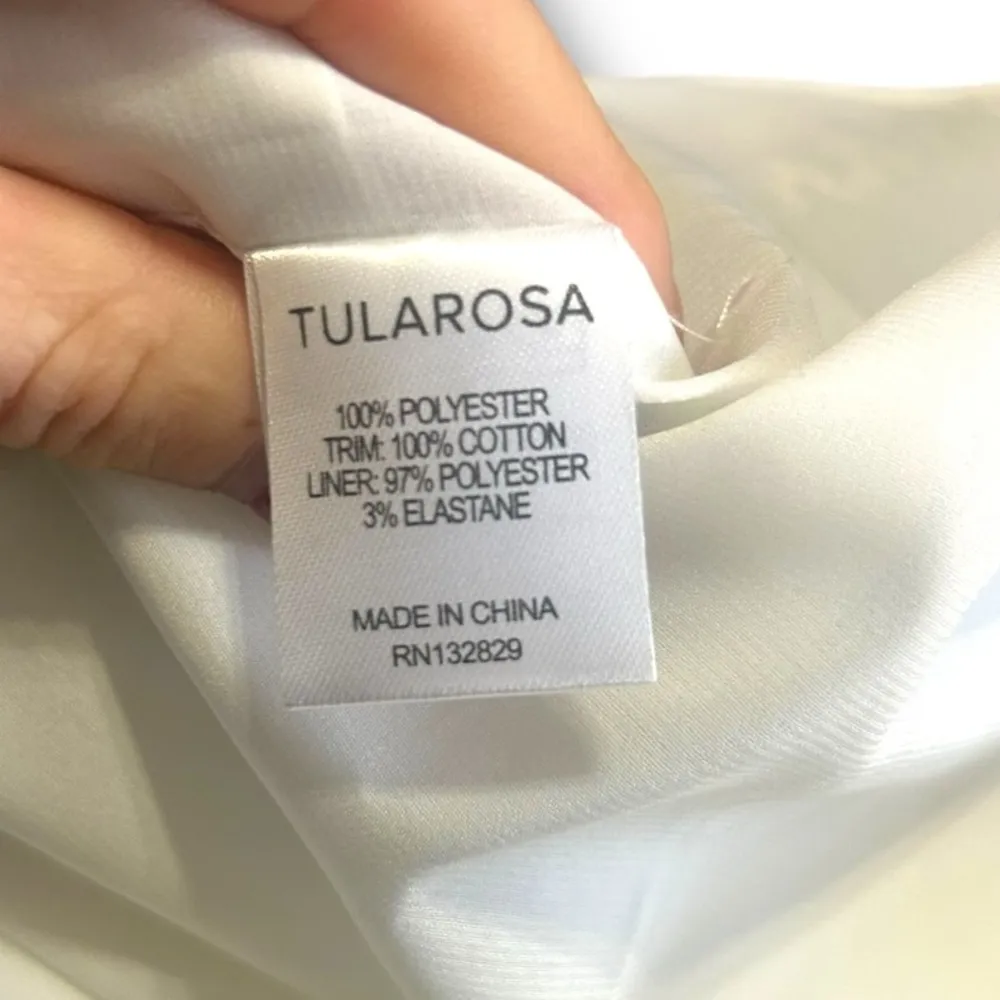 TULAROSA
100% POLYESTER
TRIM: 100% COTTON
LINER: 97% POLYESTER
3% ELASTANE
MADE IN CHINA
RN132829